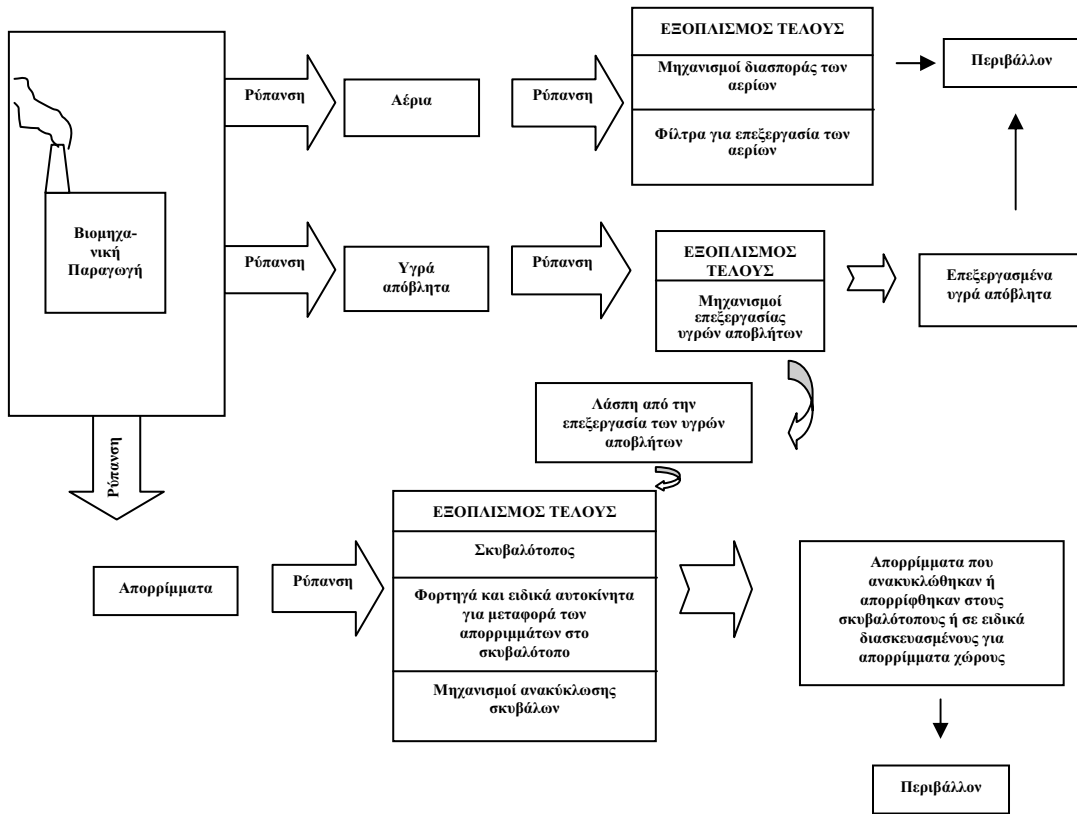 ΕΞΟΠΛΙΣΜΟΣ ΤΕΛΟΥΣ
Ρύπανση
Αέρια
Ρύπανση
Μηχανισμοί διασποράς των
αερίων
Φίλτρα για επεξεργασία των
αερίων
Περιβάλλον
Βιομηχα-
νική
Παραγωγή
Ρύπανση
Υγρά
απόβλητα
Ρύπανση
ΕΞΟΠΛΙΣΜΟΣ
ΤΕΛΟΥΣ
Μηχανισμοί
επεξεργασίας
υγρών αποβλήτων
Επεξεργασμένα
υγρά απόβλητα
Λάσπη από την
επεξεργασία των υγρών
αποβλήτων
Ρύπανση
Απορρίμματα
Ρύπανση
ΕΞΟΠΛΙΣΜΟΣ ΤΕΛΟΥΣ
Σκυβαλότοπος
Φορτηγά και ειδικά αυτοκίνητα
για μεταφορά των
απορριμμάτων στο
σκυβαλότοπο
Μηχανισμοί ανακύκλωσης
σκυβάλων
Απορρίμματα που
ανακυκλώθηκαν ή
απορρίφθηκαν στους
σκυβαλότοπους ή σε ειδικά
διασκευασμένους για
απορρίμματα χώρους
Περιβάλλον